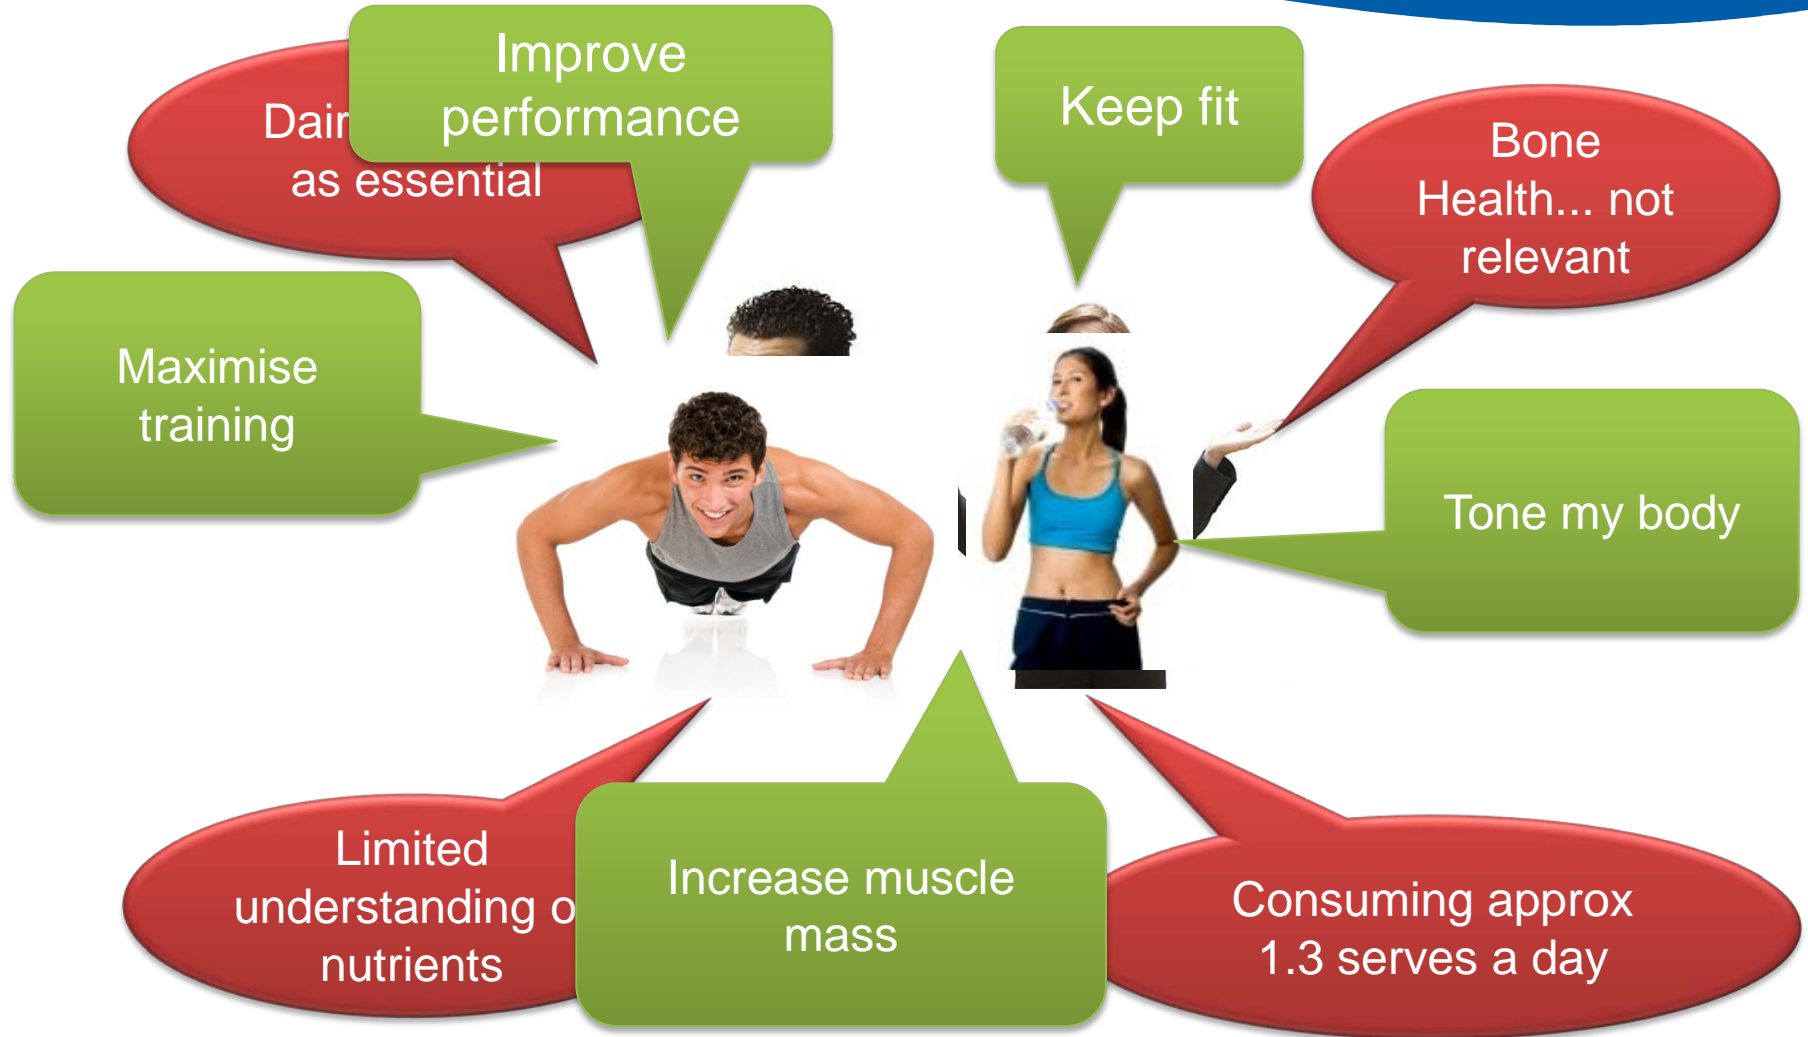 Improve
performance
Keep fit
as essential
Bone
Health... not
relevant
Maximise
training
Tone my body
Limited
understanding
nutrients
Increase muscle
mass
Consuming approx
1.3 serves a day